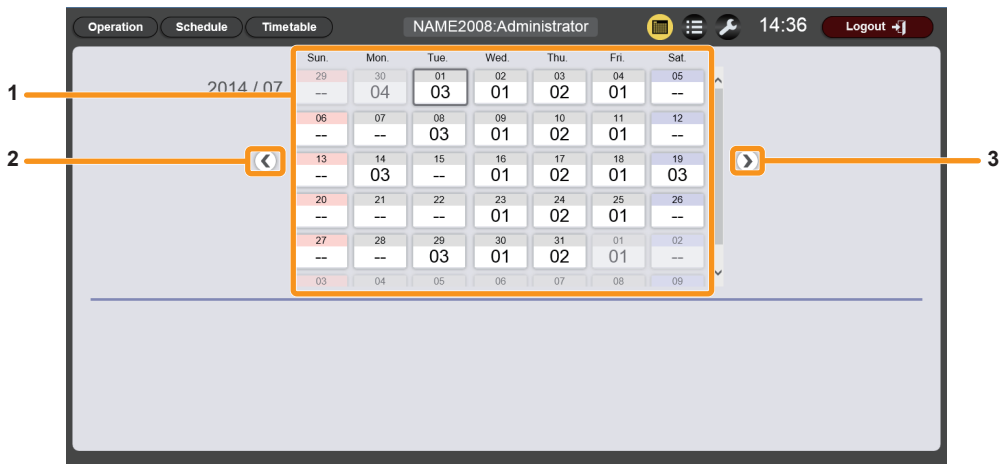 Operation Schedule Timetable NAME2008:Administrator 14:36 Logout
Sun. Mon. Tue. Wed. Thu. Fri. Sat.
1
2014 / 07
29 30 01 02 03 04 05
-- 04 03 01 02 01 --
06 07 08 09 10 11 12
-- -- 03 01 02 01 --
2
3
13 14 15 16 17 18 19
-- 03 -- 01 02 01 03
20 21 22 23 24 25 26
-- -- -- 01 02 01 --
27 28 29 30 31 01 02
-- -- 03 01 02 01 --
03 04 05 06 07 08 09